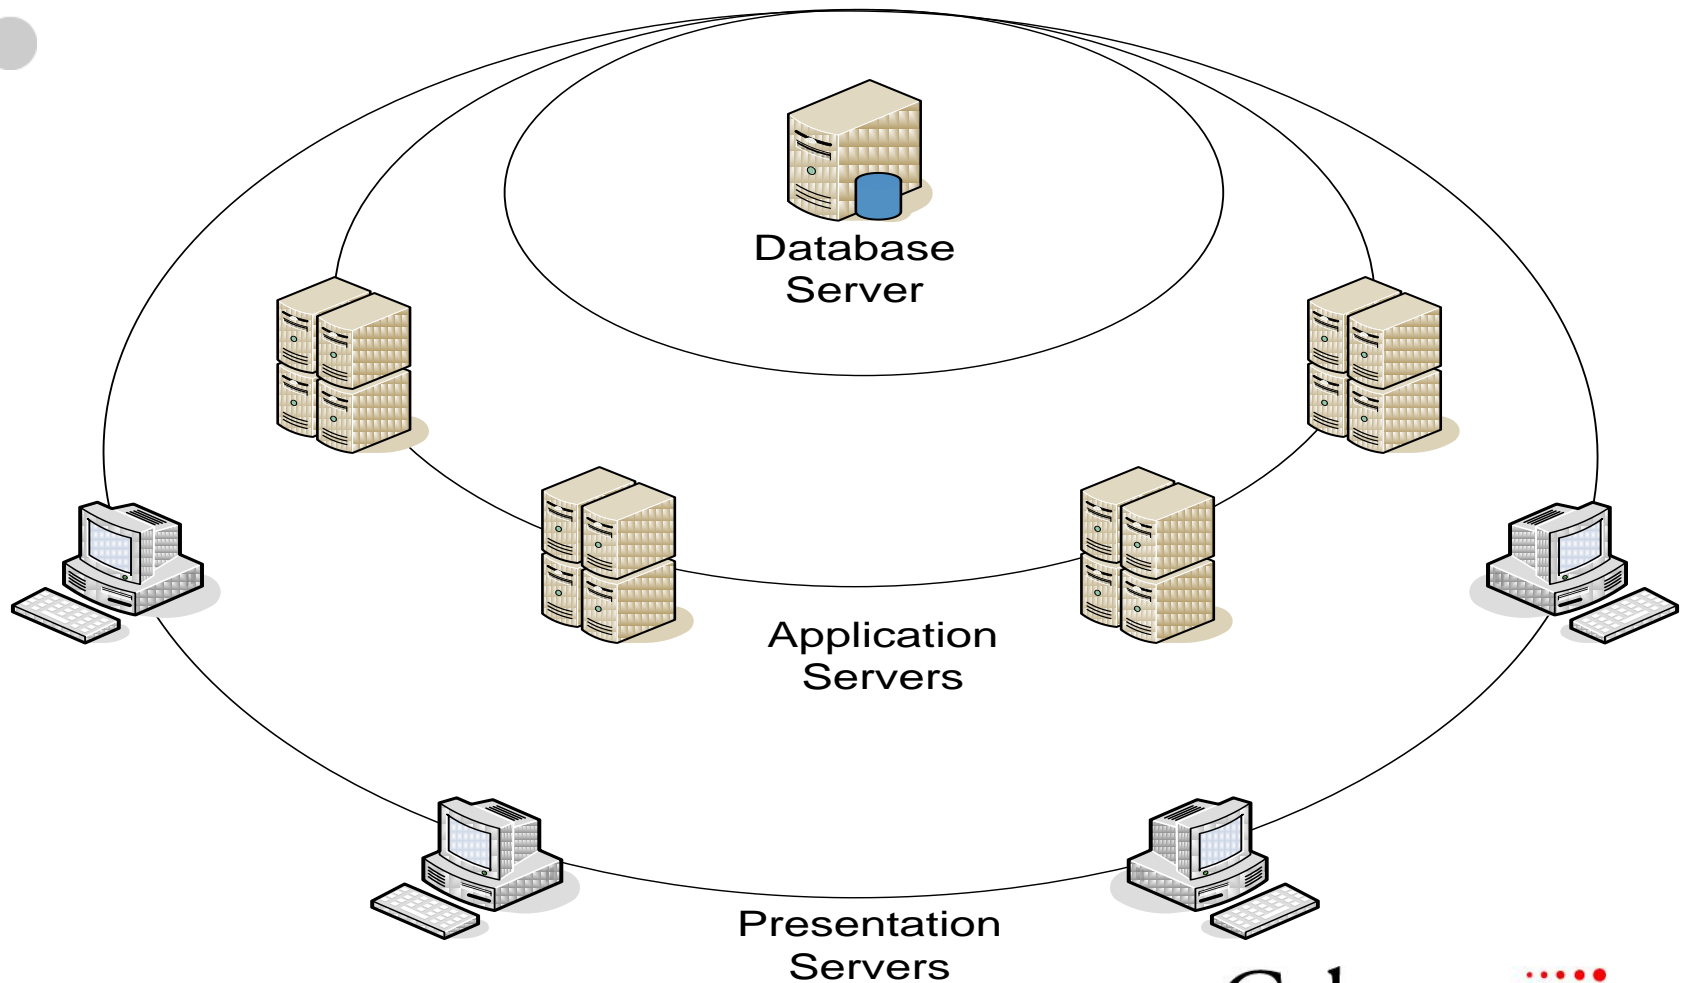 Database
Server
Application
Servers
Presentation
Servers